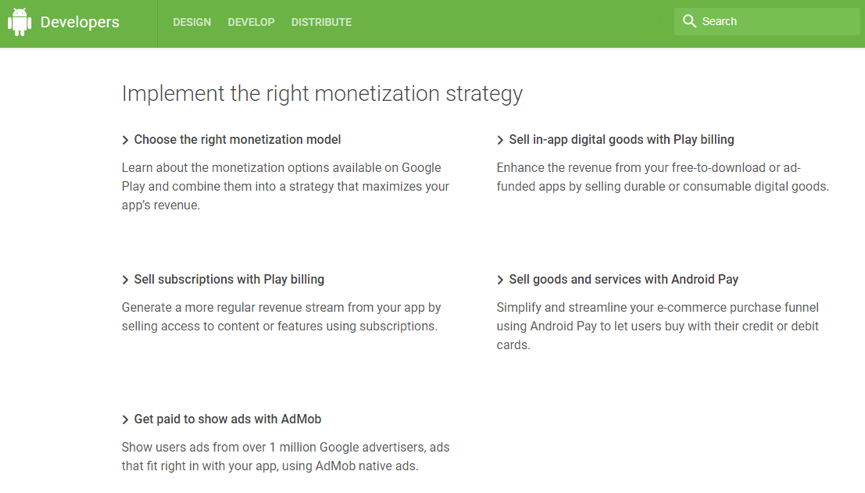 Developers
DESIGN DEVELOP DISTRIBUTE
Search
Implement the right monetization strategy
Choose the right monetization model
Learn about the monetization options available on Google
Play and combine them into a strategy that maximizes your
app's revenue.
Sell in-app digital goods with Play billing
Enhance the revenue from your free-to-download or ad-
funded apps by selling durable or consumable digital goods.
Sell subscriptions with Play billing
Generate a more regular revenue stream from your app by
selling access to content or features using subscriptions.
Sell goods and services with Android Pay
Simplify and streamline your e-commerce purchase funnel
using Android Pay to let users buy with their credit or debit
cards.
Get paid to show ads with AdMob
Show users ads from over 1 million Google advertisers, ads
that fit right in with your app, using AdMob native ads.